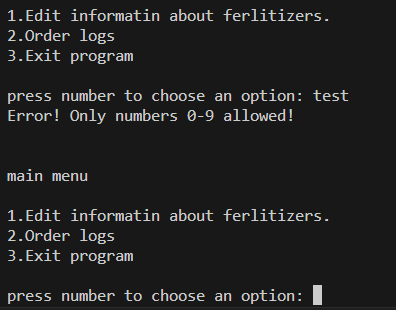 1.Edit informatin about ferlitizers.
2.Order logs
3.Exit program
press number to choose an option: test
Error! Only numbers 0-9 allowed!
main menu
1.Edit informatin about ferlitizers.
2.Order logs
3.Exit program
press number to choose an option: